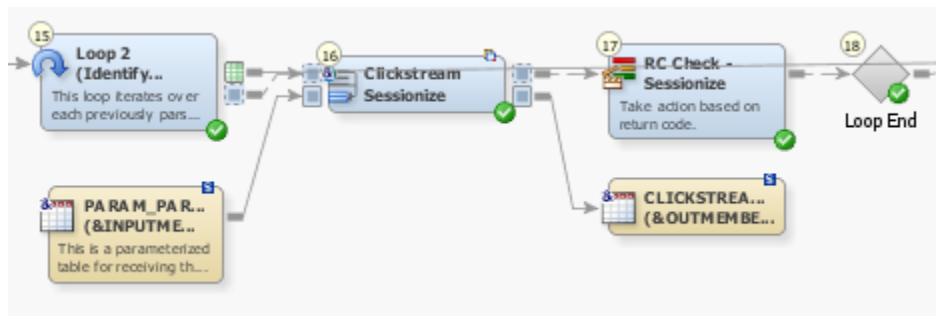 15
Loop 2
(Identify...
This loop iterates over
each previously pars....
16
Clickstream
Sessionize
17
RC Check -
Sessionize
Take action based on
return code.
18
Loop End
PARAM_PAR...
(&INPUTME...
This is a parameterized
table for receiving th....
CLICKSTREA...
(&OUTMEMBE...